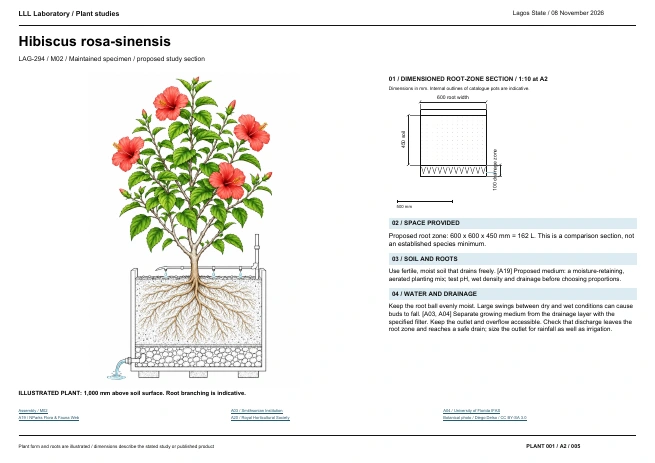 LLL Laboratory / Plant studies
Lagos State / 08 November 2026
Hibiscus rosa-sinensis
LAG-294 / M02 / Maintained specimen / proposed study section
01 / DIMENSIONED ROOT-ZONE SECTION / 1:10 at A2
Dimensions in mm. Internal outlines of catalogue pots are indicative.
600 root width
450 soil
100 drainage zone
500 mm
02 / SPACE PROVIDED
Proposed root zone: 600 x 600 x 450 mm = 162 L. This is a comparison section, not
an established species minimum.
03 / SOIL AND ROOTS
Use fertile, moist soil that drains freely. [A19] Proposed medium: a moisture-retaining,
aerated planting mix; test pH, wet density and drainage before choosing proportions.
04 / WATER AND DRAINAGE
Keep the root ball evenly moist. Large swings between dry and wet conditions can cause
buds to fall. [A03, A04] Separate growing medium from the drainage layer with the
specified filter. Keep the outlet and overflow accessible. Check that discharge leaves the
root zone and reaches a safe drain; size the outlet for rainfall as well as irrigation.
ILLUSTRATED PLANT: 1,000 mm above soil surface. Root branching is indicative.
Assembly / M02
A19 / NParks Flora & Fauna Web
A03 / Smithsonian Institution
Royal Horticultural Society
A04 / University of Florida IFAS
Botanical photo / Diego Delso / CC BY-SA 3.0
Plant form and roots are illustrated / dimensions describe the stated study or published product
PLANT 001 / A2 / 005